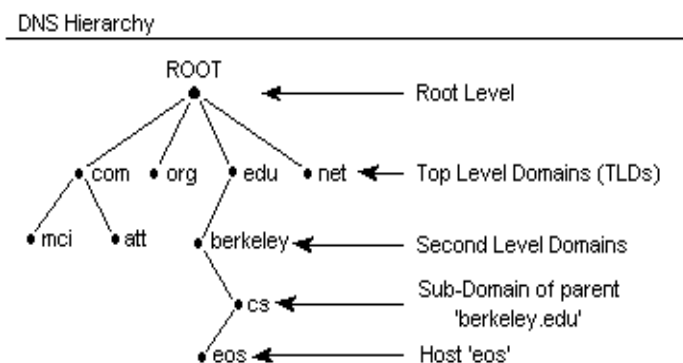 DNS Hierarchy
ROOT
Root Level
com org edu net
Top Level Domains (TLDs)
mci att berkeley
Second Level Domains
cs
Sub-Domain of parent
'berkeley.edu'
eos
Host 'eos'